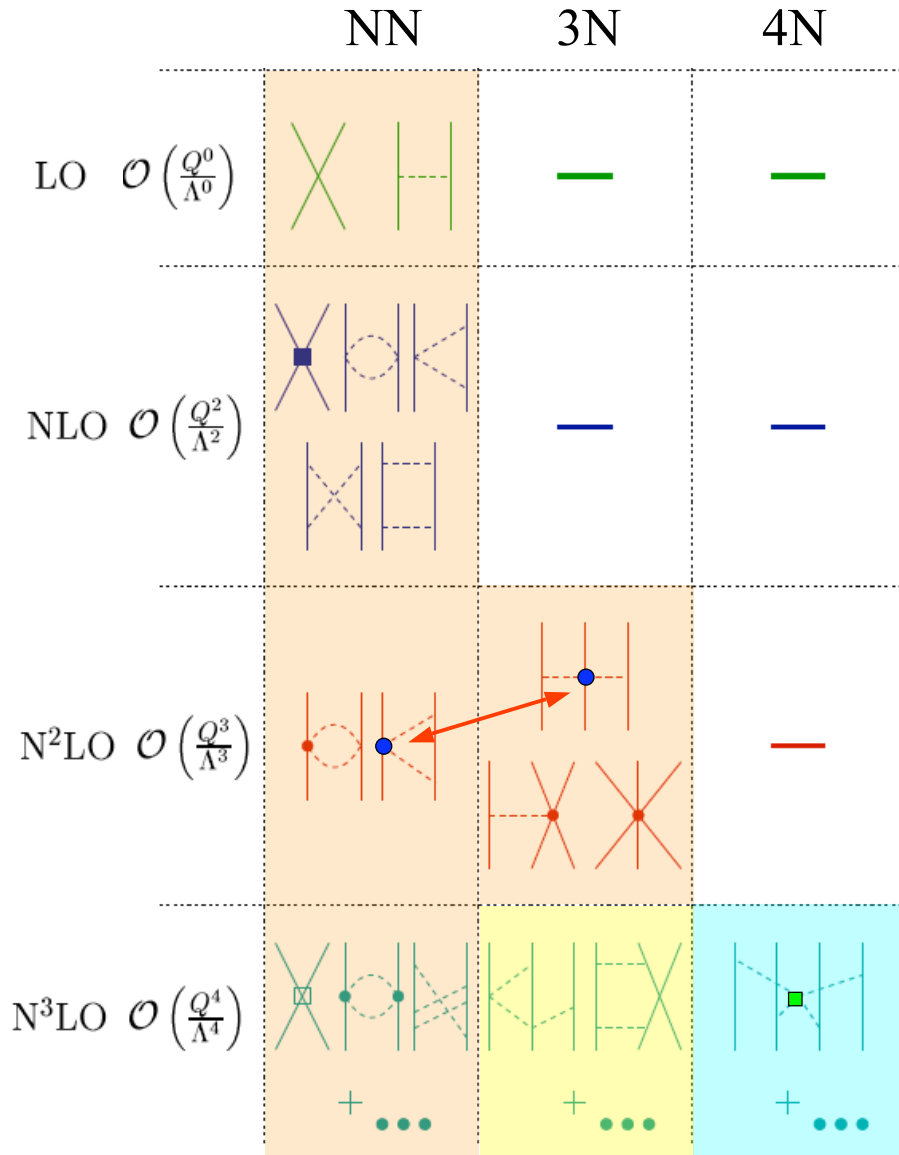 NN 3N 4N
LO 𝒪(Q⁰/Λ⁰)
NLO 𝒪(Q²/Λ²)
N²LO 𝒪(Q³/Λ³)
N³LO 𝒪(Q⁴/Λ⁴)
+ ••• + ••• + •••